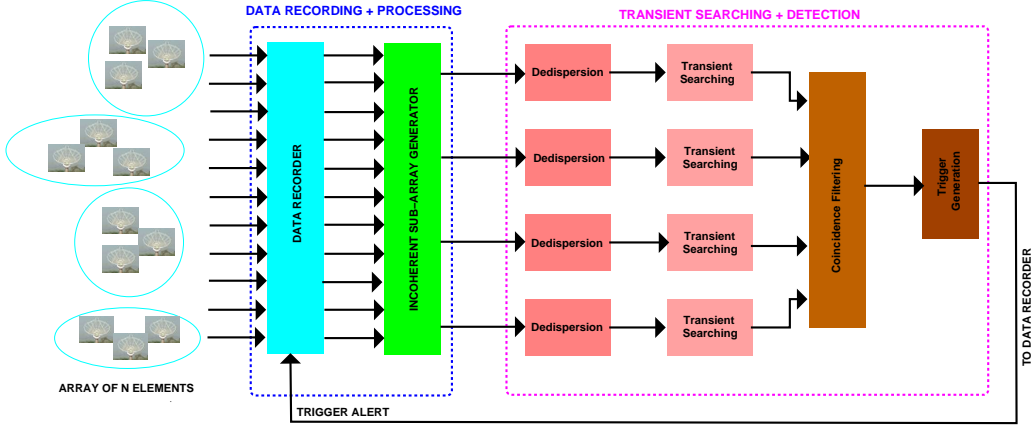 DATA RECORDING + PROCESSING
TRANSIENT SEARCHING + DETECTION
DATA RECORDER
INCOHERENT SUB–ARRAY GENERATOR
Dedispersion
Transient
Searching
Dedispersion
Transient
Searching
Dedispersion
Transient
Searching
Dedispersion
Transient
Searching
Coincidence Filtering
Trigger
Generation
TO DATA RECORDER
ARRAY OF N ELEMENTS
TRIGGER ALERT